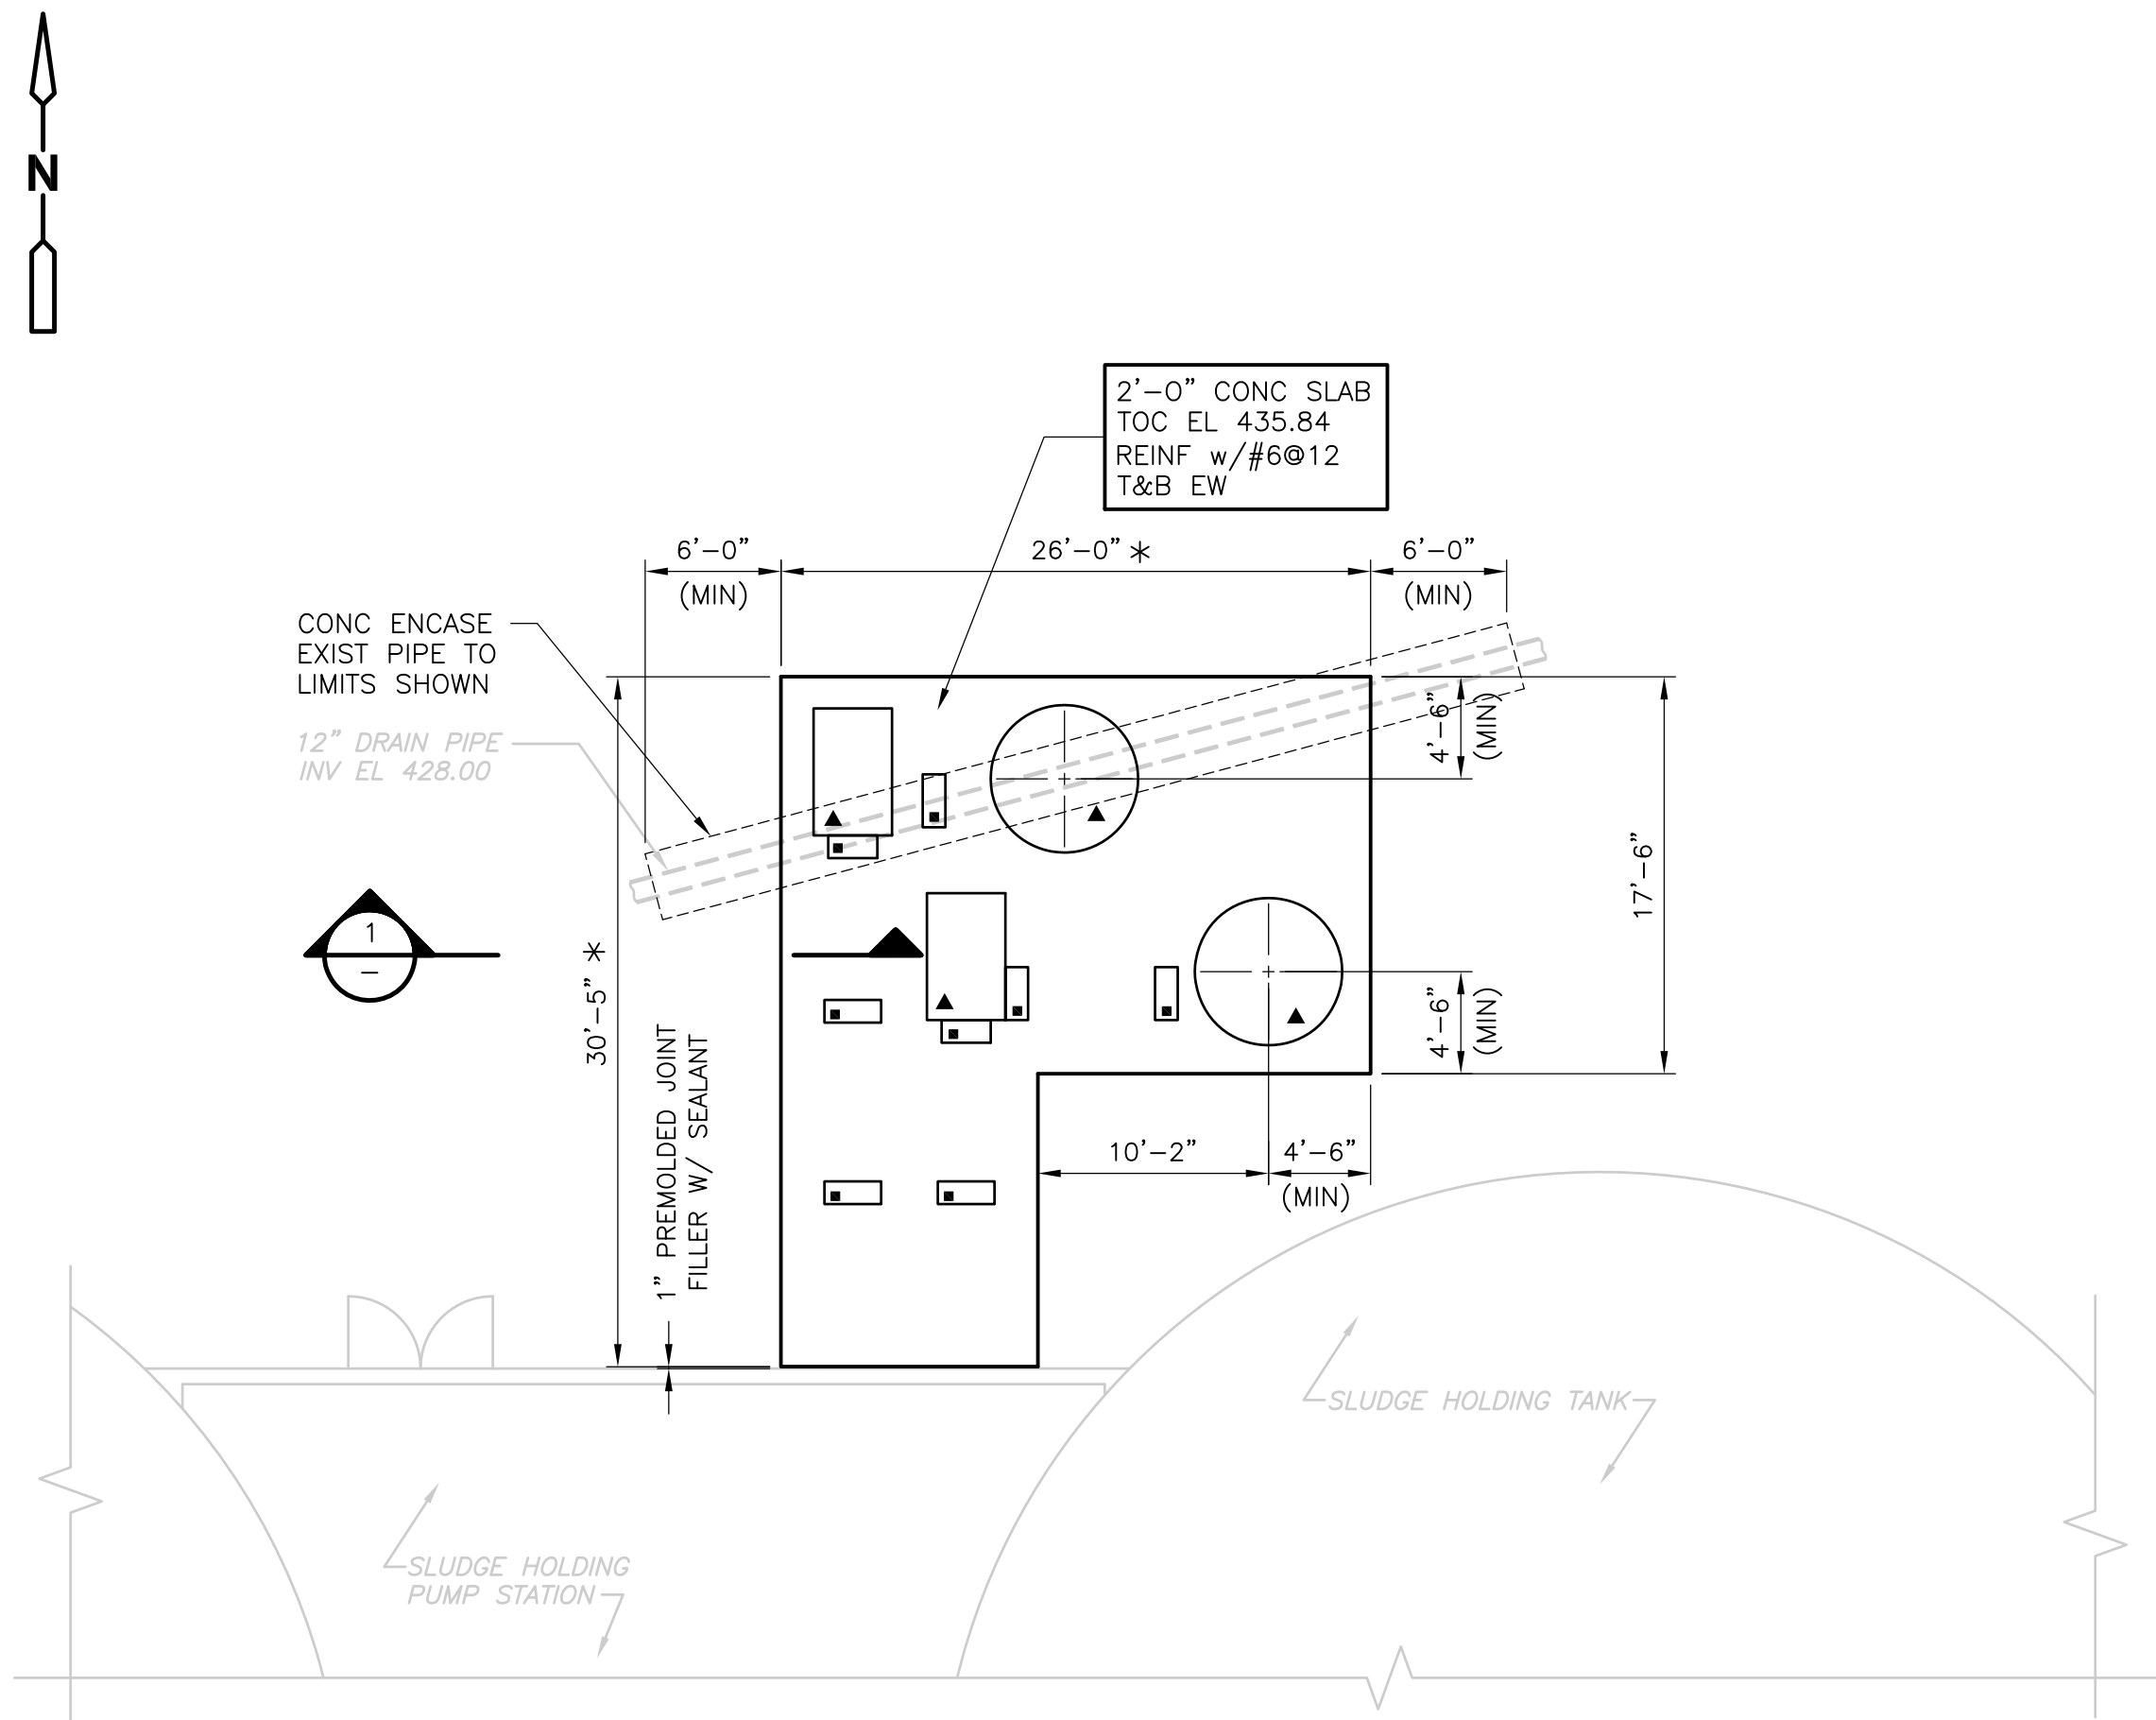 N
2'-0" CONC SLAB
TOC EL 435.84
REINF w/#6@12
T&B EW
6'-0"
(MIN)
26'-0"*
6'-0"
(MIN)
CONC ENCASE
EXIST PIPE TO
LIMITS SHOWN
12" DRAIN PIPE
INV EL 428.00
4'-6"
(MIN)
17'-6"
1
–
30'-5" *
4'-6"
(MIN)
1" PREMOLDED JOINT
FILLER W/ SEALANT
10'-2"
4'-6"
(MIN)
SLUDGE HOLDING TANK
SLUDGE HOLDING
PUMP STATION